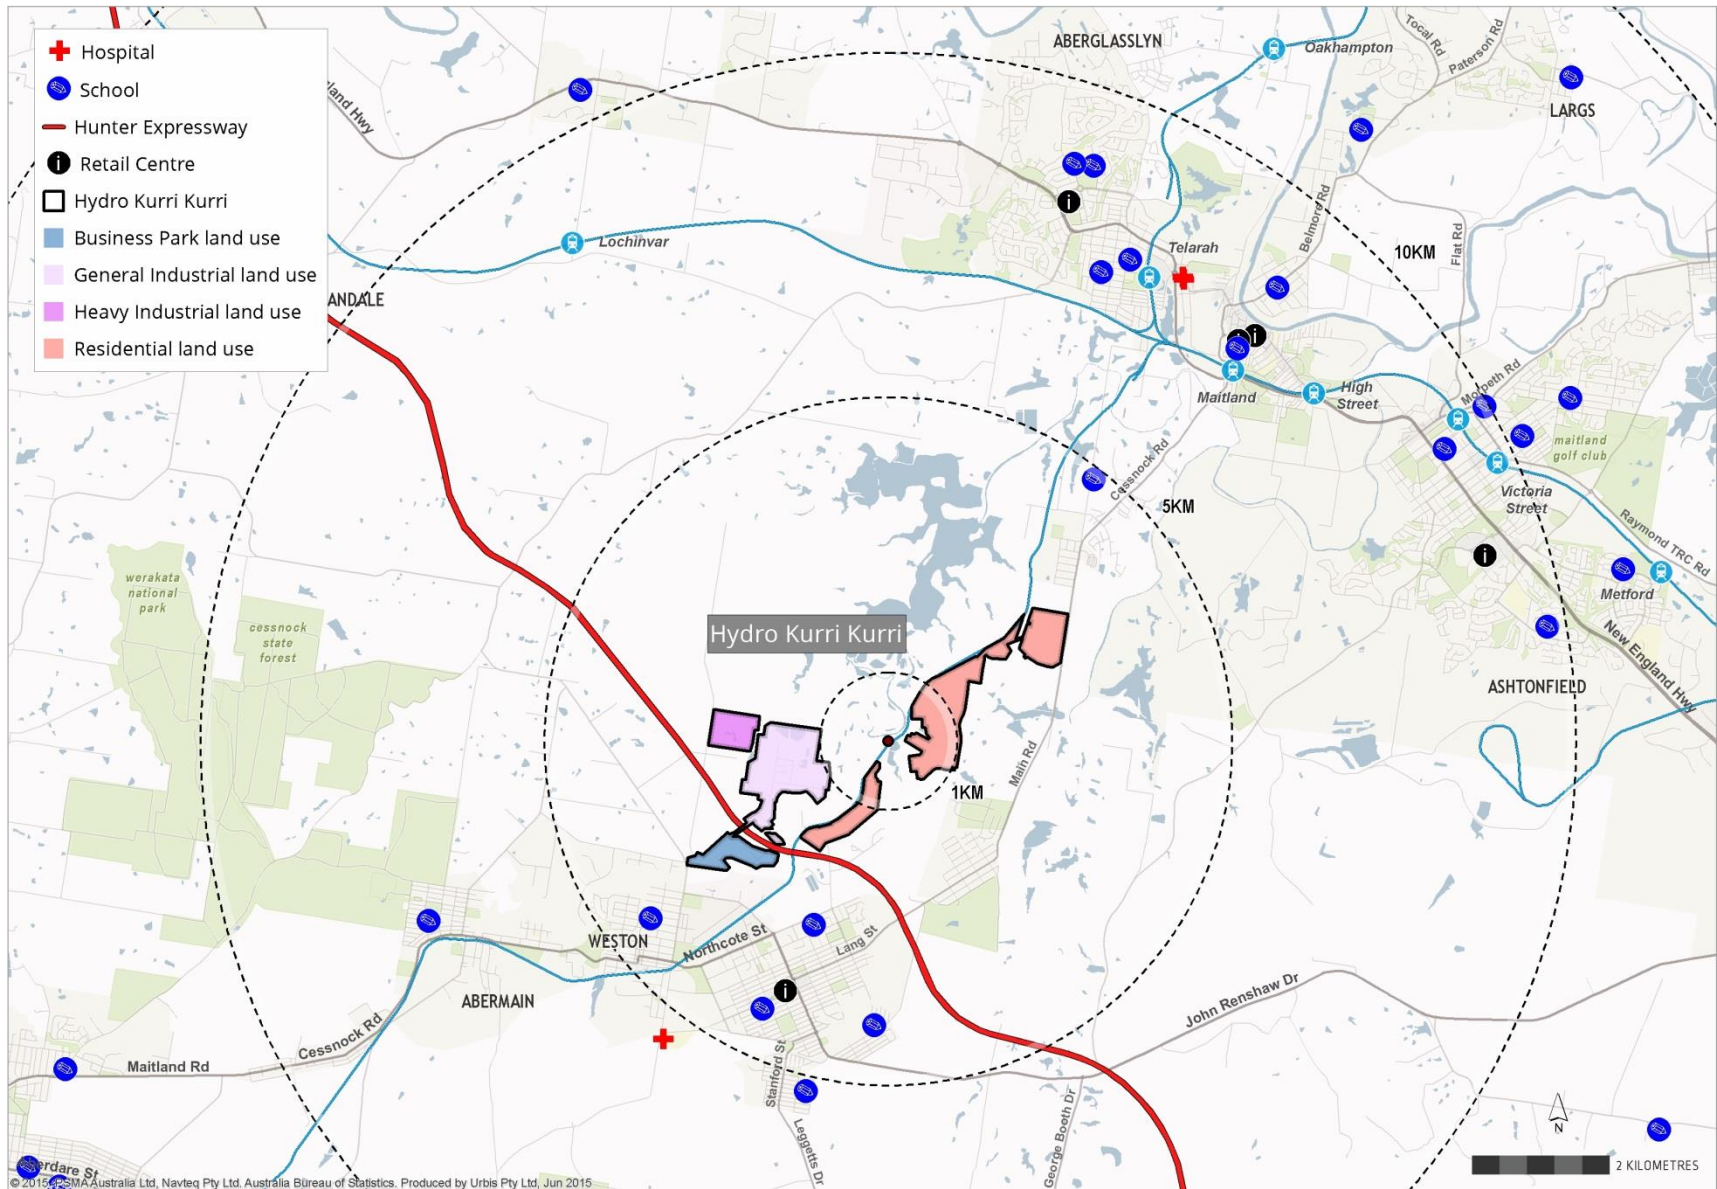 Hospital
School
Hunter Expressway
Retail Centre
Hydro Kurri Kurri
Business Park land use
General Industrial land use
Heavy Industrial land use
Residential land use
land Hwy
ANDALE
Lochinvar
ABERGLASSLYN
Oakhampton
Tocal Rd
Paterson Rd
LARGS
Belmore Rd
Telarah
10KM
Flat Rd
Maitland
High
Street
Morpeth Rd
maitland
golf club
Victoria
Street
Raymond TRC Rd
Metford
New England Hwy
ASHTONFIELD
Cessnock Rd
5KM
werakata
national
park
cessnock
state
forest
Hydro Kurri Kurri
Main Rd
1KM
WESTON
Northcote St
Lang St
ABERMAIN
Cessnock Rd
Maitland Rd
Stanford St
Leggetts Dr
George Booth Dr
John Renshaw Dr
erdare St
N
2 KILOMETRES
© 2015. PSMA Australia Ltd, Navteq Pty Ltd. Australia Bureau of Statistics. Produced by Urbis Pty Ltd, Jun 2015